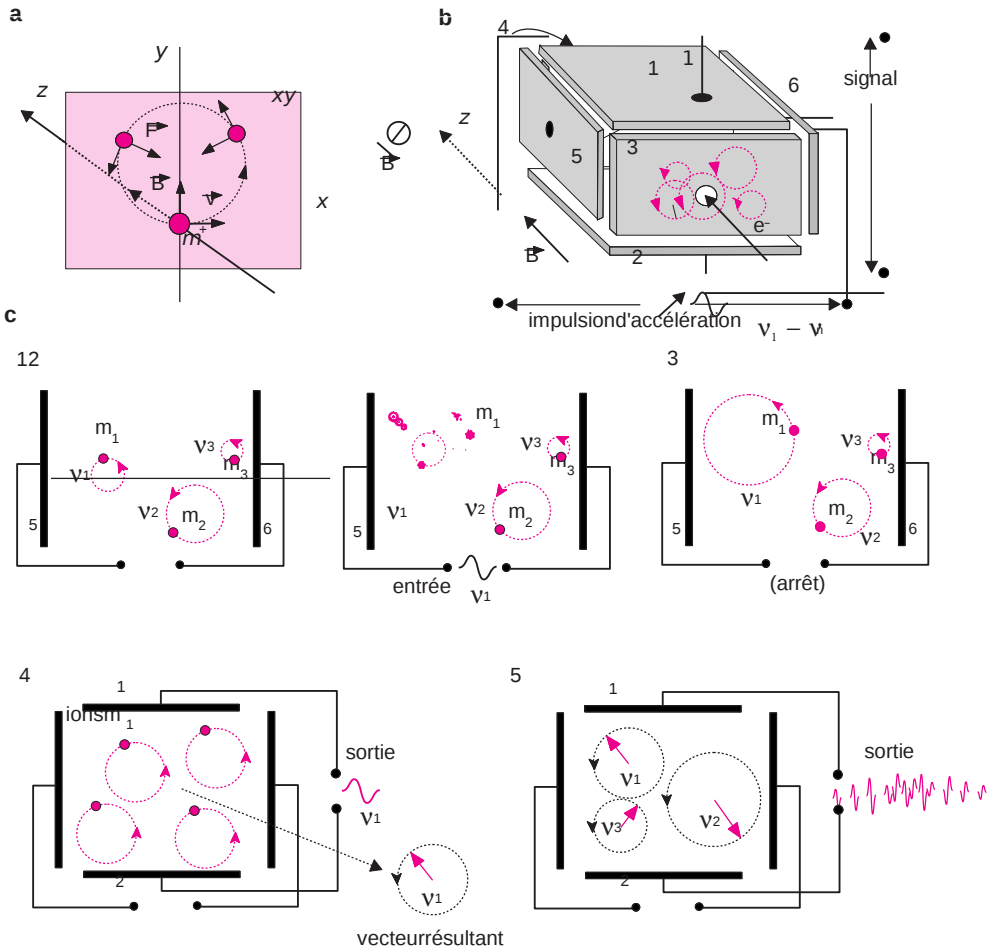 a
y
z
xy
F
B
v
x
m+
b
4
1
1
6
signal
z
B
5
3
e–
B
2
impulsiond'accélération
ν1 – νn
c
12
m1
ν1
ν3
m3
ν2
m2
5
6
m1
ν3
m3
ν1
ν2
m2
5
entrée
ν1
3
m1
ν3
m3
ν1
m2
ν2
5
6
(arrêt)
4
1
ionsm1
sortie
ν1
2
ν1
vecteurrésultant
5
1
sortie
ν1
ν3
ν2
2